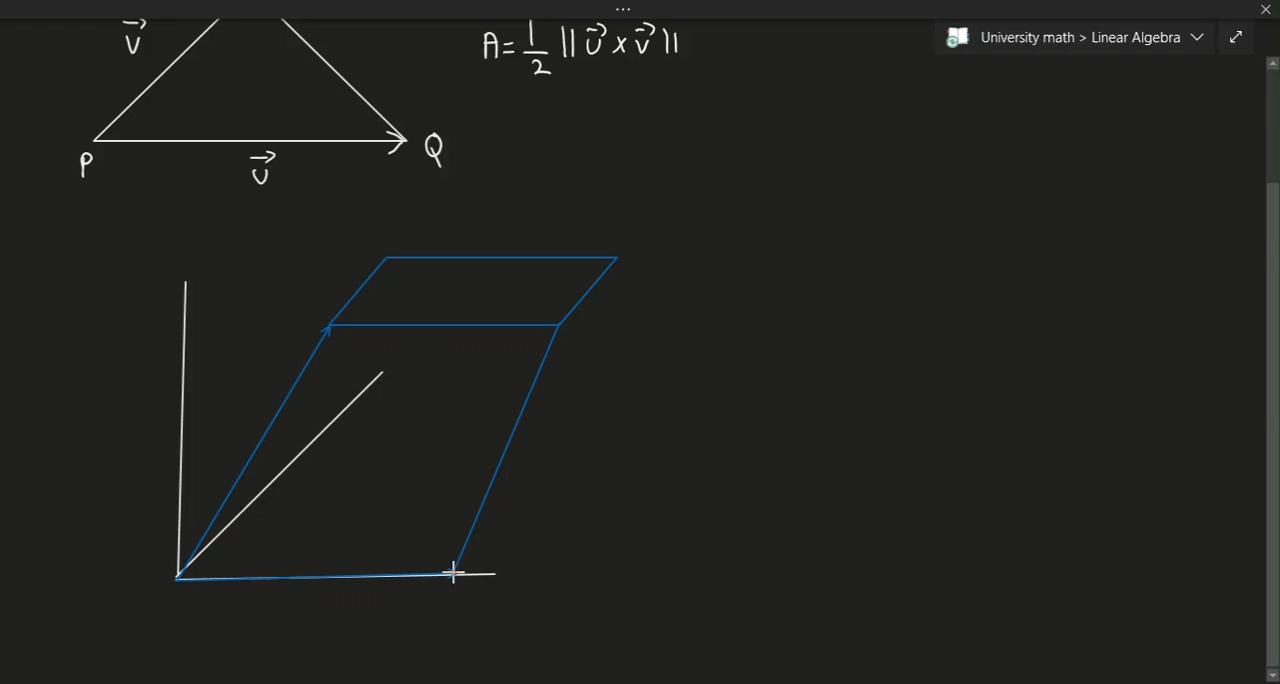 ...
University math > Linear Algebra
v⃗
A = 1/2 ||u⃗ x v⃗||
P
u⃗
Q